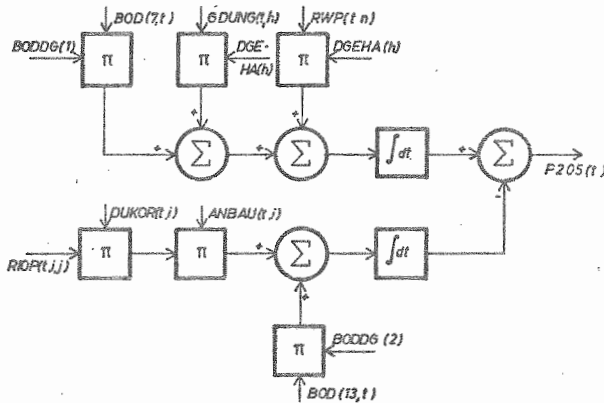 BOD(7,t)
GDUNG(t,h)
RWP(t n)
BODDG(1)
π
π
DGE-
HA(h)
π
DGEHA(h)
+
+
+
Σ
+
Σ
∫dt
+
Σ
P205(t)
-
DUKOR(t,j)
ANBAU(t,j)
RIOP(t,j)
π
π
+
Σ
∫dt
+
π
BODDG(2)
BOD(13,t)